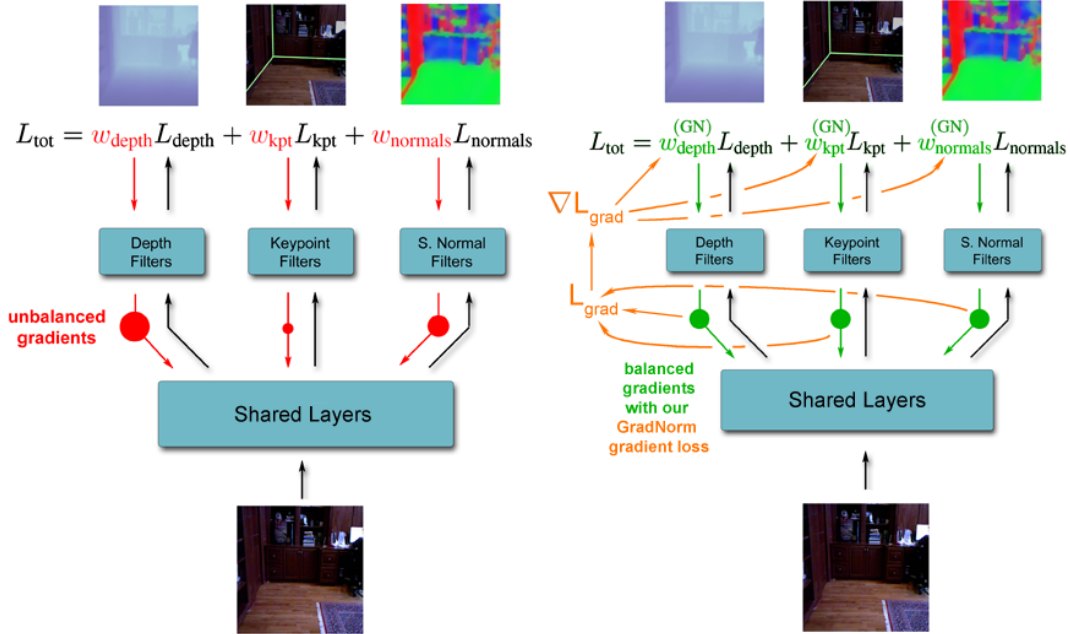 L_tot = w_depth L_depth + w_kpt L_kpt + w_normals L_normals
Depth
Filters
Keypoint
Filters
S. Normal
Filters
unbalanced
gradients
Shared Layers
L_tot = w_depth^(GN) L_depth + w_kpt^(GN) L_kpt + w_normals^(GN) L_normals
∇L_grad
Depth
Filters
Keypoint
Filters
S. Normal
Filters
L_grad
balanced
gradients
with our
GradNorm
gradient loss
Shared Layers